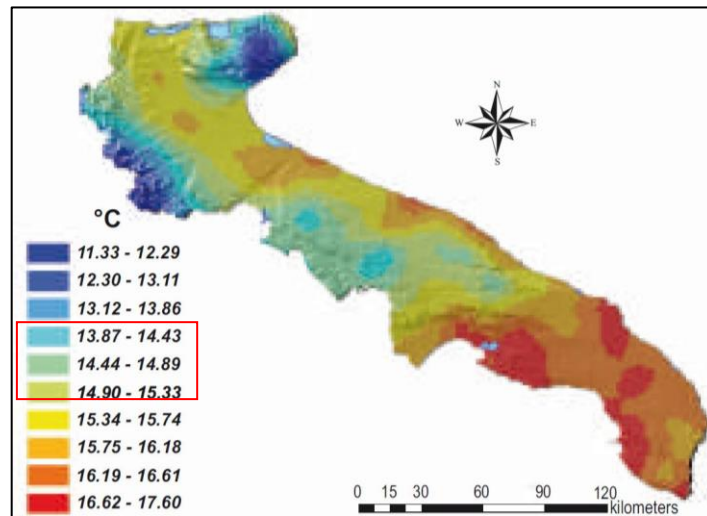 N
W E
S
°C
11.33 - 12.29
12.30 - 13.11
13.12 - 13.86
13.87 - 14.43
14.44 - 14.89
14.90 - 15.33
15.34 - 15.74
15.75 - 16.18
16.19 - 16.61
16.62 - 17.60
0 15 30 60 90 120
kilometers